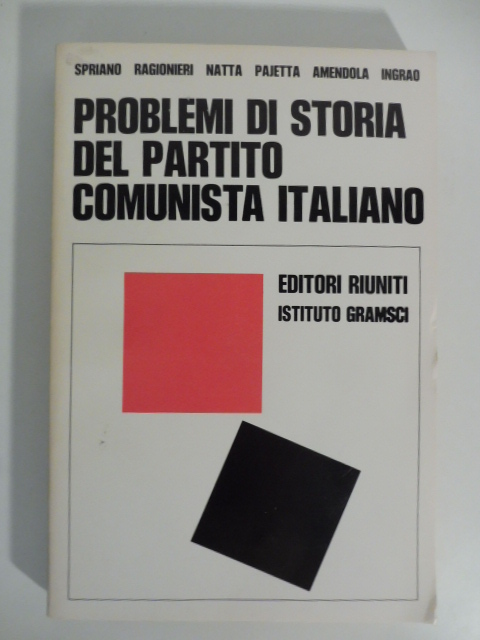 SPRIANO RAGIONIERI NATTA PAJETTA AMENDOLA INGRAO
PROBLEMI DI STORIA
DEL PARTITO
COMUNISTA ITALIANO
EDITORI RIUNITI
ISTITUTO GRAMSCI